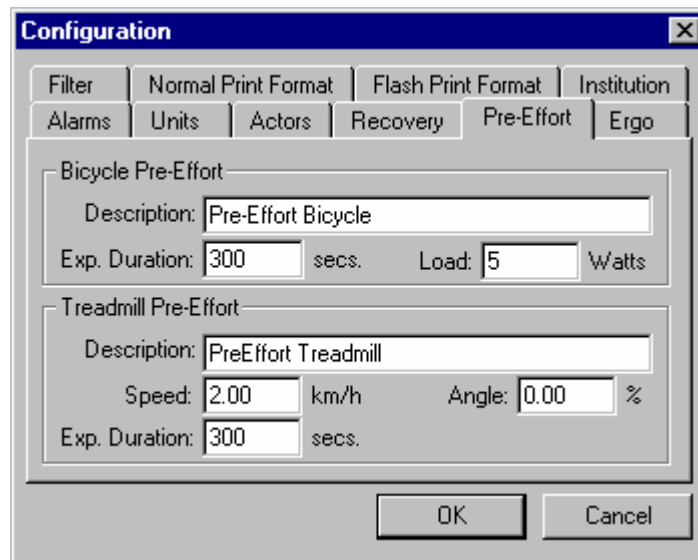 Configuration
Filter Normal Print Format Flash Print Format Institution
Alarms Units Actors Recovery Pre-Effort Ergo
Bicycle Pre-Effort
Description: Pre-Effort Bicycle
Exp. Duration: 300 secs. Load: 5 Watts
Treadmill Pre-Effort
Description: PreEffort Treadmill
Speed: 2.00 km/h Angle: 0.00 %
Exp. Duration: 300 secs.
OK Cancel